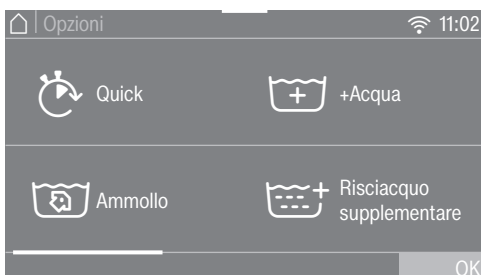 Opzioni 11:02
Quick
+Acqua
Ammollo
Risciacquo
supplementare
OK